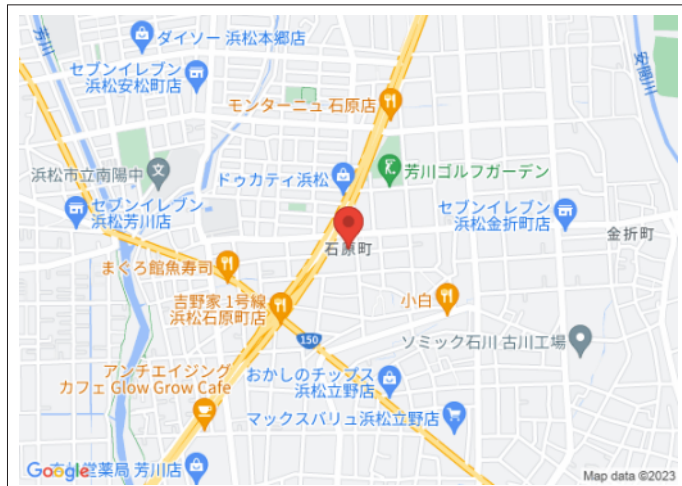 芳川
ダイソー 浜松本郷店
セブンイレブン
浜松安松町店
安間川
モンターニュ 石原店
浜松市立南陽中
文
ドゥカティ浜松
芳川ゴルフガーデン
セブンイレブン
浜松芳川店
セブンイレブン
浜松金折町店
金折町
石原町
まぐろ館魚寿司
吉野家 1号線
浜松石原町店
小白
150
ソミック石川 古川工場
アンチエイジング
カフェ Glow Grow Cafe
おかしのチップス
浜松立野店
マックスバリュ浜松立野店
Google
堂薬局 芳川店
Map data ©2023